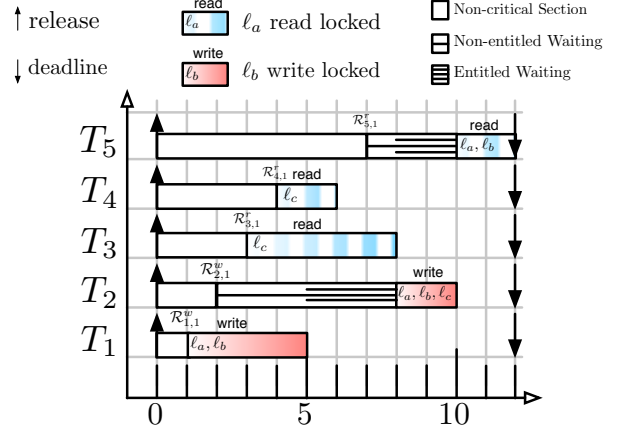 ↑ release
read
ℓa
ℓa read locked
Non-critical Section
Non-entitled Waiting
↓ deadline
write
ℓb
ℓb write locked
Entitled Waiting
T5
R^r_{5,1}
read
ℓa, ℓb
T4
R^r_{4,1} read
ℓc
T3
R^r_{3,1}
read
ℓc
T2
R^w_{2,1}
write
ℓa, ℓb, ℓc
T1
R^w_{1,1}
write
ℓa, ℓb
0 5 10